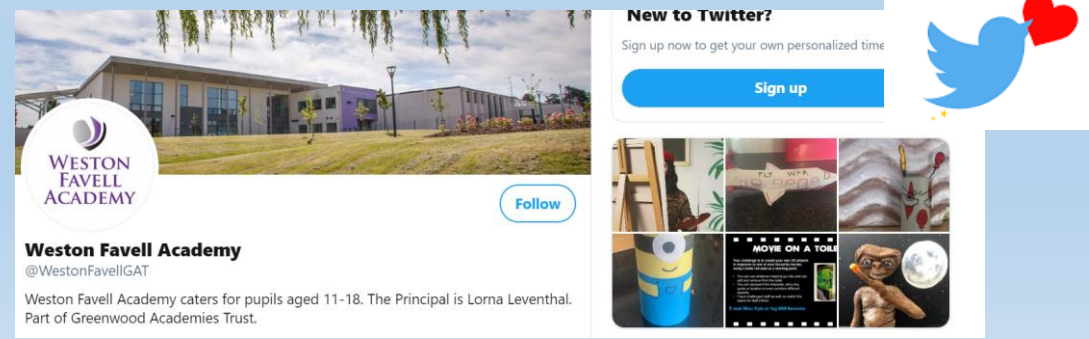 New to Twitter?
Sign up now to get your own personalized time
Sign up
WESTON
FAVELL
ACADEMY
Follow
Weston Favell Academy
@WestonFavellGAT
Weston Favell Academy caters for pupils aged 11-18. The Principal is Lorna Leventhal.
Part of Greenwood Academies Trust.
FLY WITH
MOVIE ON A TOILE